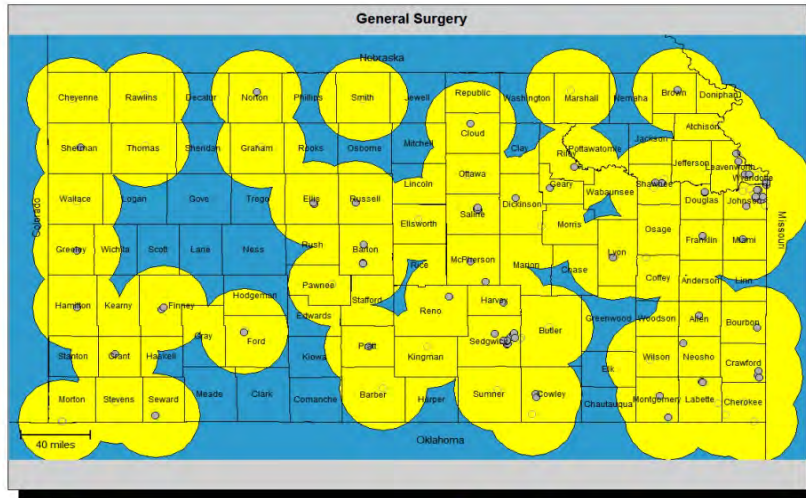 General Surgery
Nebraska
Cheyenne Rawlins Decatur Norton Phillips Smith Jewell Republic Washington Marshall Nemaha Brown Doniphan
Sherman Thomas Sheridan Graham Rooks Osborne Mitchell Cloud Clay Riley Pottawatomie Jackson Atchison
Jefferson Leavenworth Wyandotte
Wallace Logan Gove Trego Ellis Russell Lincoln Ottawa Saline Dickinson Geary Wabaunsee Shawnee Douglas Johnson
Colorado
Greeley Wichita Scott Lane Ness Rush Barton Ellsworth Rice McPherson Marion Morris Chase Lyon Osage Franklin Miami
Missouri
Hamilton Kearny Finney Hodgeman Pawnee Stafford Reno Harvey Coffey Anderson Linn
Gray Ford Edwards Pratt Kingman Sedgwick Butler Greenwood Woodson Allen Bourbon
Stanton Grant Haskell Kiowa Elk Wilson Neosho Crawford
Morton Stevens Seward Meade Clark Comanche Barber Harper Sumner Cowley Chautauqua Montgomery Labette Cherokee
40 miles
Oklahoma